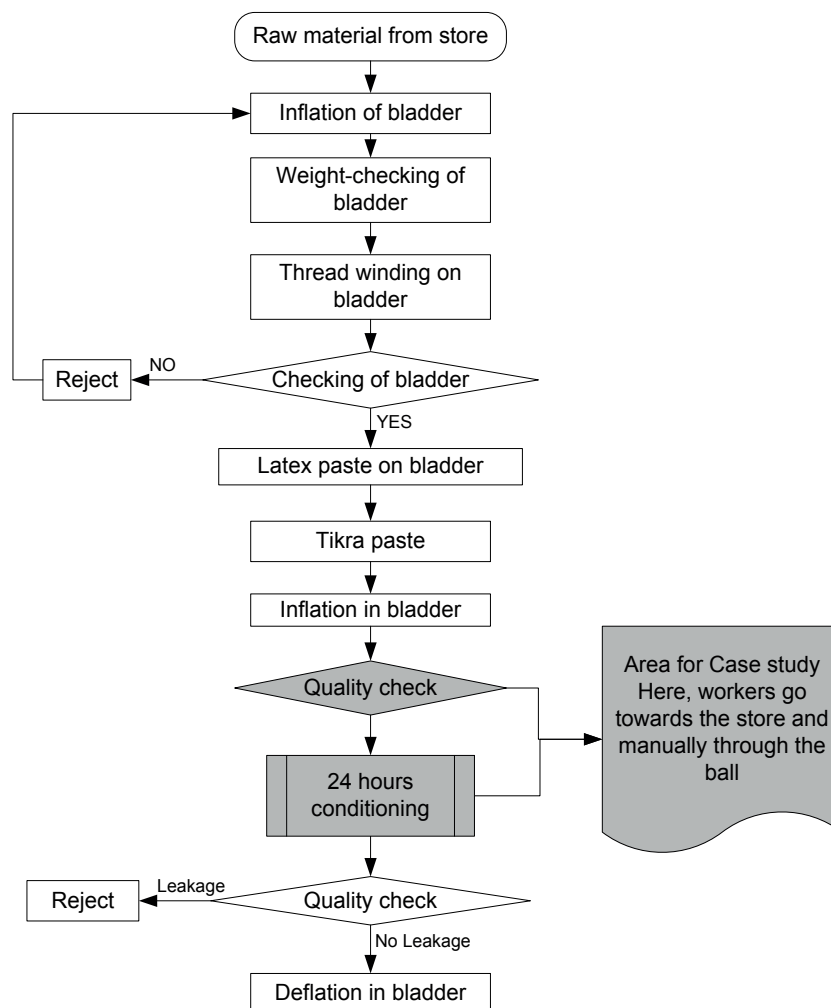 Raw material from store
Inflation of bladder
Weight-checking of
bladder
Thread winding on
bladder
Reject
NO
Checking of bladder
YES
Latex paste on bladder
Tikra paste
Inflation in bladder
Quality check
Area for Case study
Here, workers go
towards the store and
manually through the
ball
24 hours
conditioning
Reject
Leakage
Quality check
No Leakage
Deflation in bladder